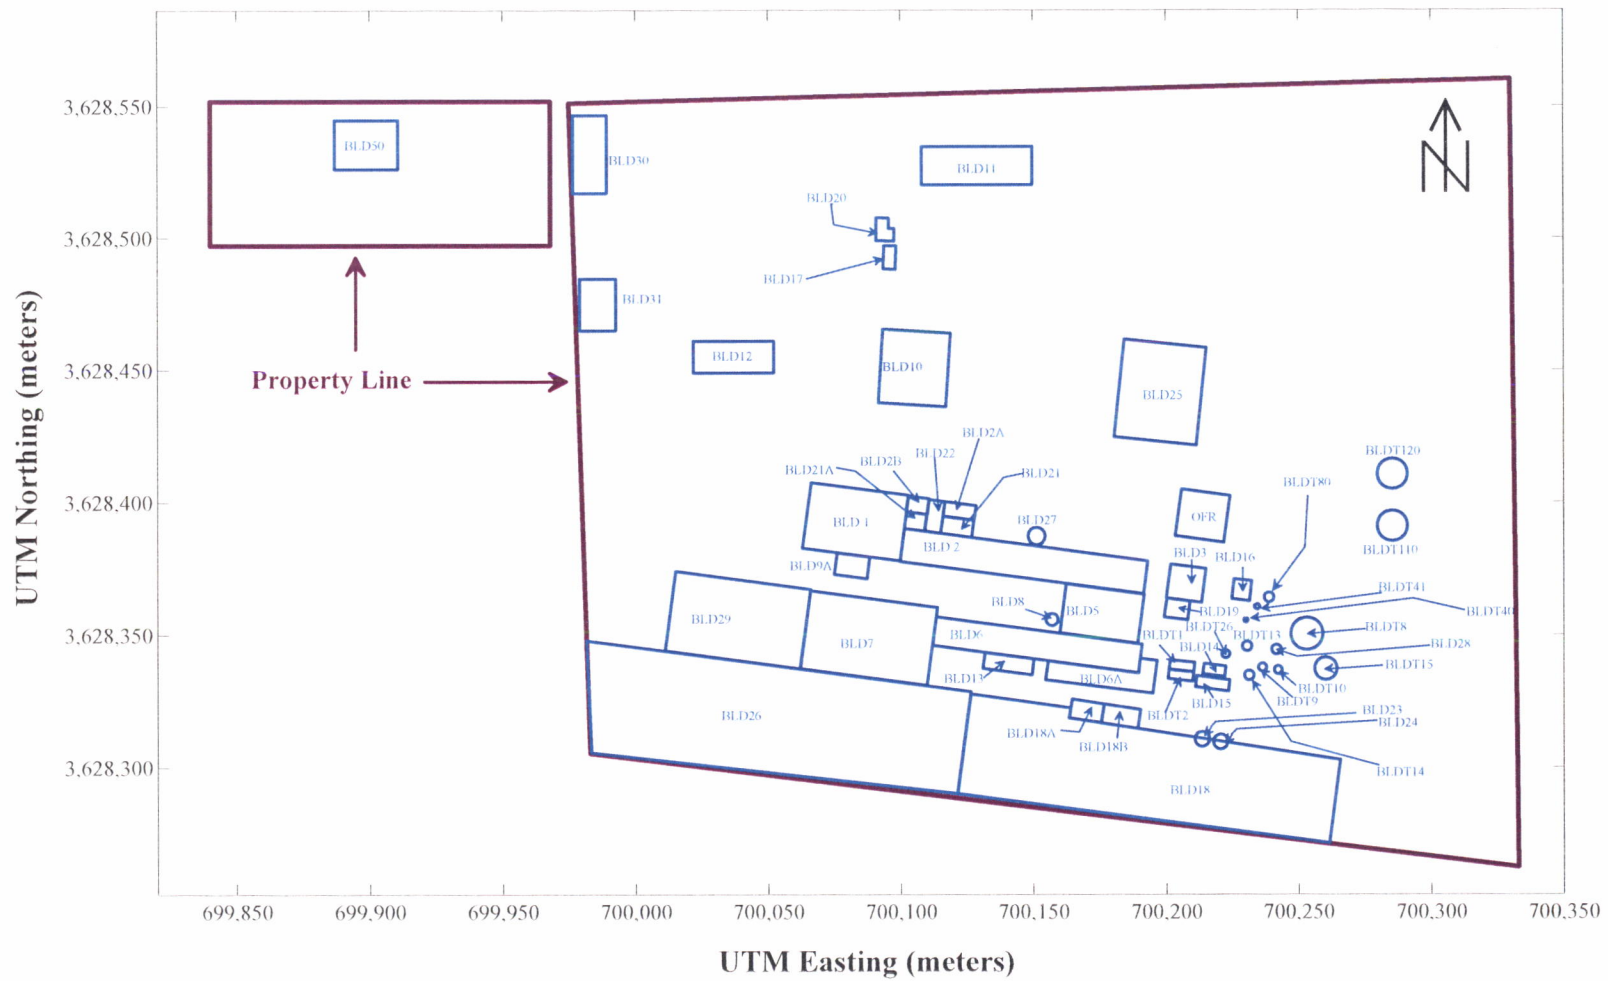 3,628,550
BLD50
BLD30
BLD11
N
BLD20
3,628,500
BLD17
BLD31
BLD12
BLD10
3,628,450
Property Line
BLD25
BLD2A
BLD22
BLD2B
BLD21A
BLD21
BLDT120
BLDT80
3,628,400
BLD 1
BLD27
OFR
BLD 2
BLD3
BLD16
BLDT110
BLD9A
BLDT41
BLD8
BLD5
BLD19
BLDT40
BLD29
BLD7
BLD6
BLDT26
BLDT1
BLDT13
BLDT8
3,628,350
BLD14
BLD28
BLDT15
BLD13
BLD6A
BLDT10
BLD15
BLDT9
BLD26
BLDT2
BLD23
BLD24
BLD18A
BLD18B
3,628,300
BLDT14
BLD18
699,850
699,900
699,950
700,000
700,050
700,100
700,150
700,200
700,250
700,300
700,350
UTM Northing (meters)
UTM Easting (meters)